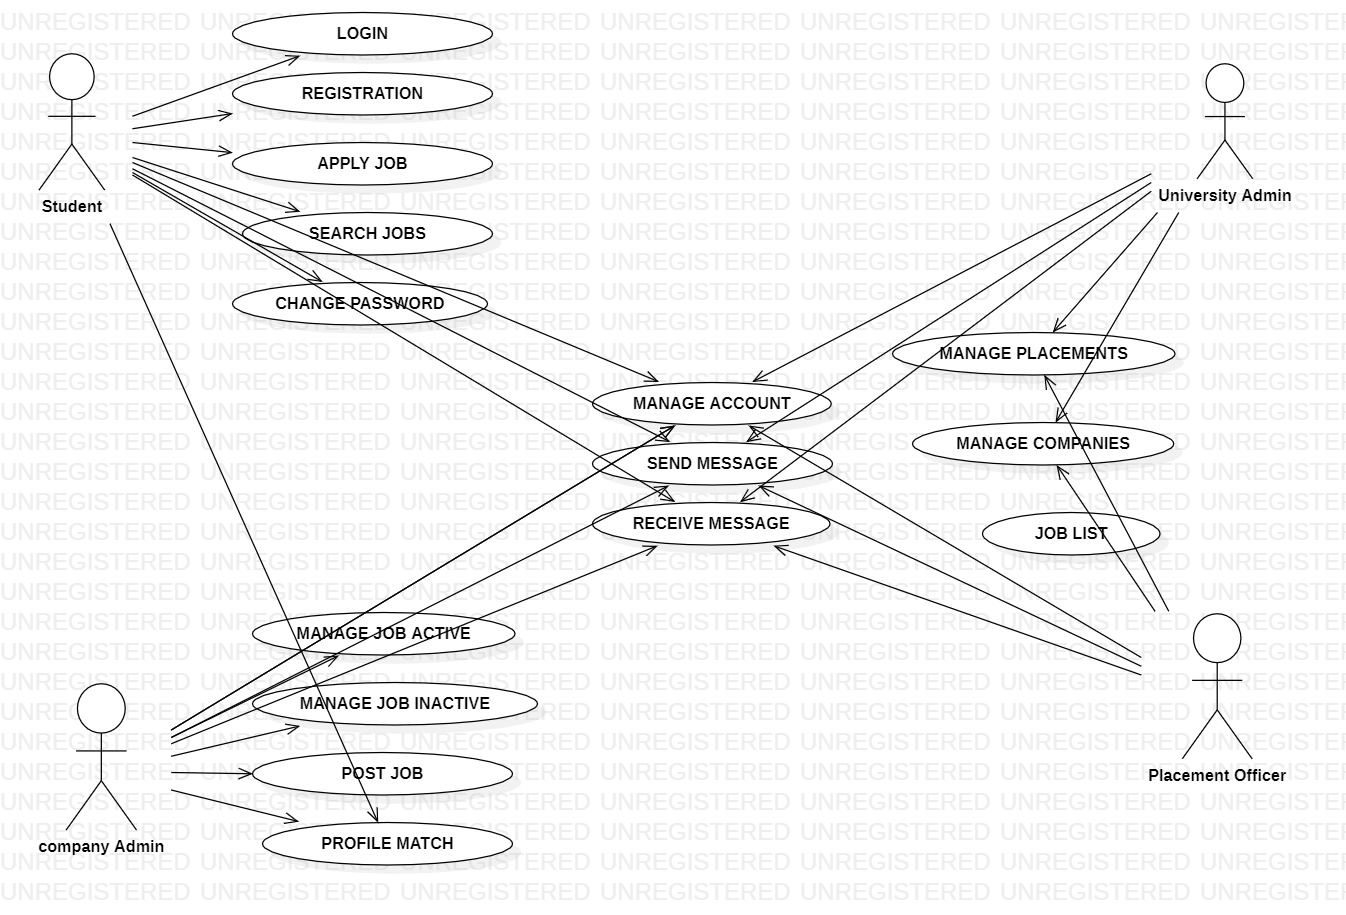 LOGIN
REGISTRATION
APPLY JOB
Student
University Admin
SEARCH JOBS
CHANGE PASSWORD
MANAGE PLACEMENTS
MANAGE ACCOUNT
MANAGE COMPANIES
SEND MESSAGE
RECEIVE MESSAGE
JOB LIST
MANAGE JOB ACTIVE
MANAGE JOB INACTIVE
POST JOB
Placement Officer
PROFILE MATCH
company Admin
UNREGISTERED